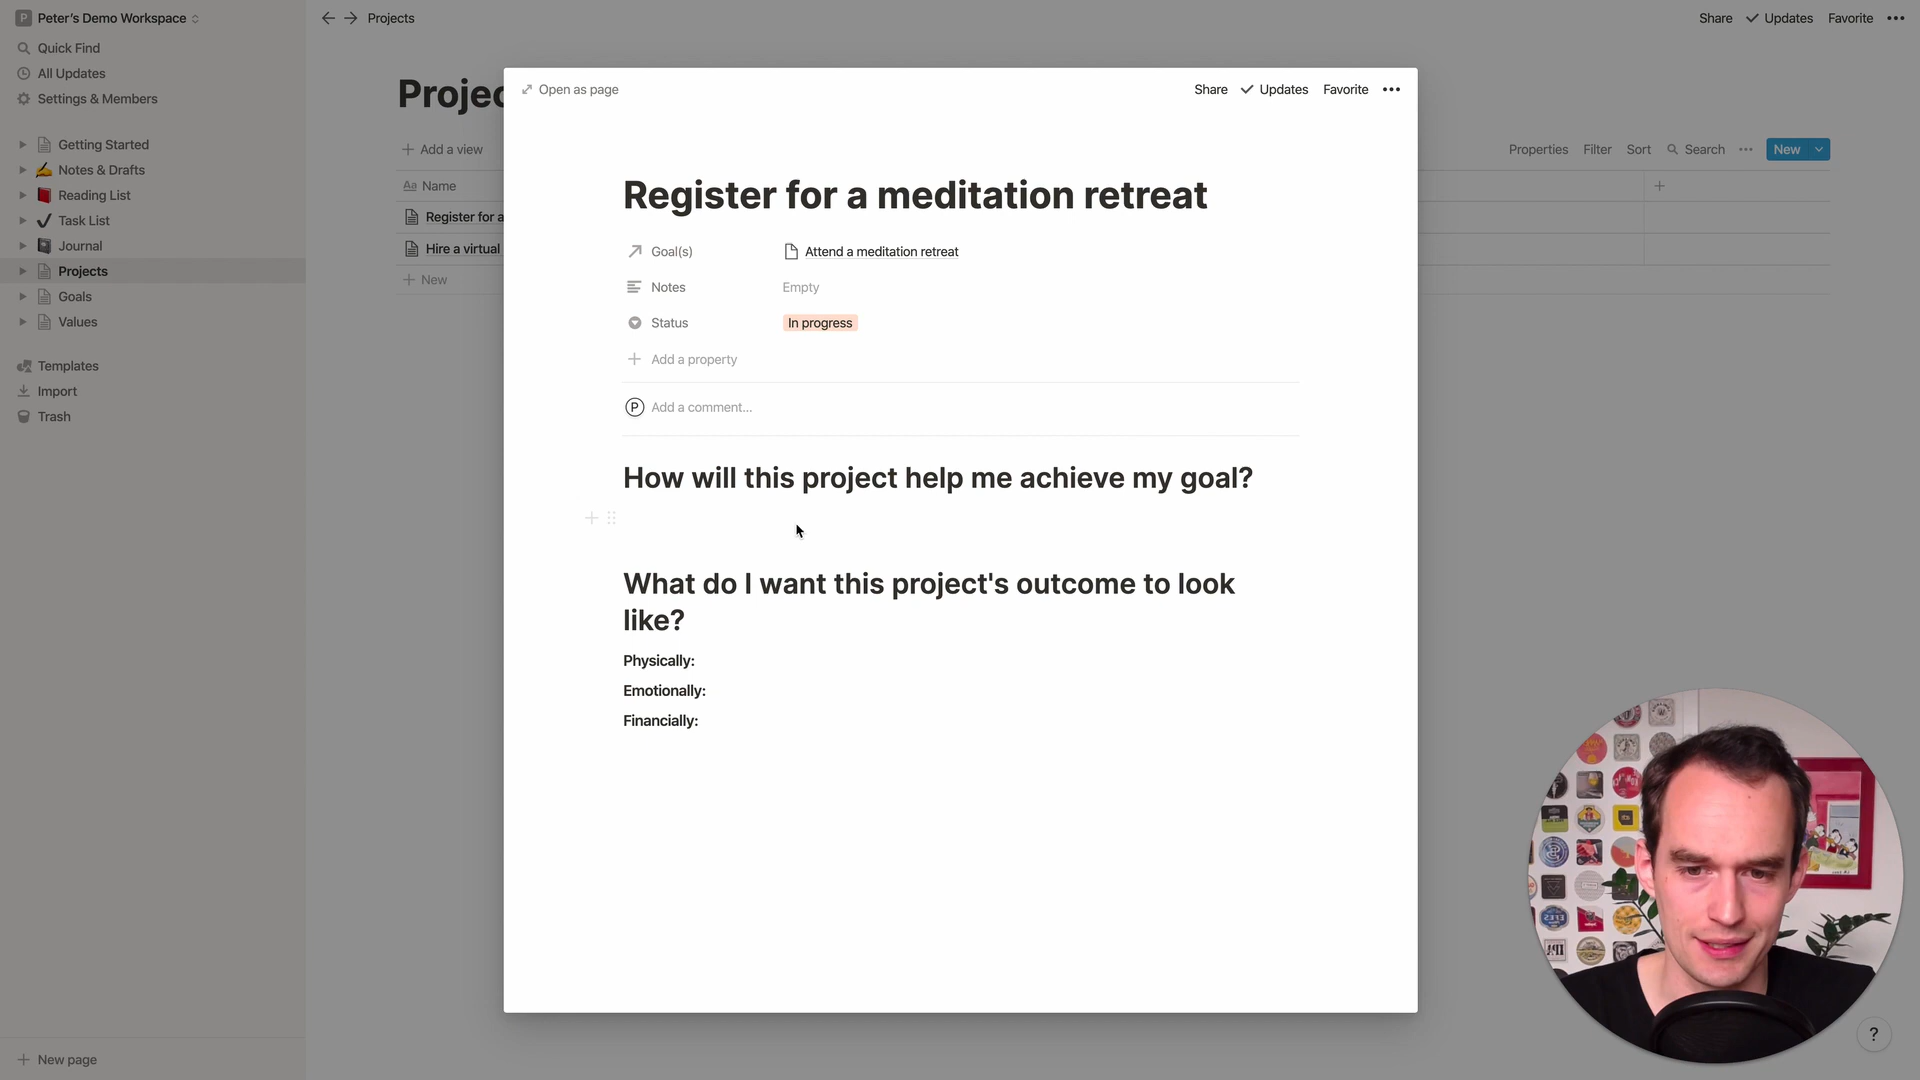 P Peter's Demo Workspace
Quick Find
All Updates
Settings & Members
Getting Started
Notes & Drafts
Reading List
Task List
Journal
Projects
Goals
Values
Templates
Import
Trash
New page
Projects
Share
Updates
Favorite
Projec
Add a view
Properties
Filter
Sort
Search
New
Aa Name
Register for a
Hire a virtual
New
Open as page
Share
Updates
Favorite
Register for a meditation retreat
Goal(s) Attend a meditation retreat
Notes Empty
Status In progress
Add a property
P Add a comment...
How will this project help me achieve my goal?
What do I want this project's outcome to look
like?
Physically:
Emotionally:
Financially:
?